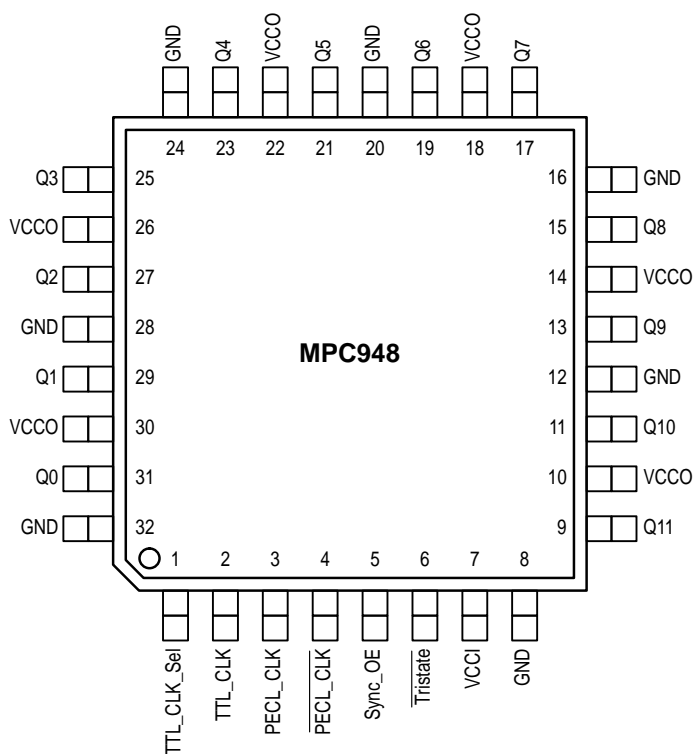 GND Q4 VCCO Q5 GND Q6 VCCO Q7
24 23 22 21 20 19 18 17
Q3 25 16 GND
VCCO 26 15 Q8
Q2 27 14 VCCO
GND 28 13 Q9
MPC948
Q1 29 12 GND
VCCO 30 11 Q10
Q0 31 10 VCCO
GND 32 9 Q11
1 2 3 4 5 6 7 8
TTL_CLK_Sel TTL_CLK PECL_CLK PECL_CLK Sync_OE Tristate VCCI GND